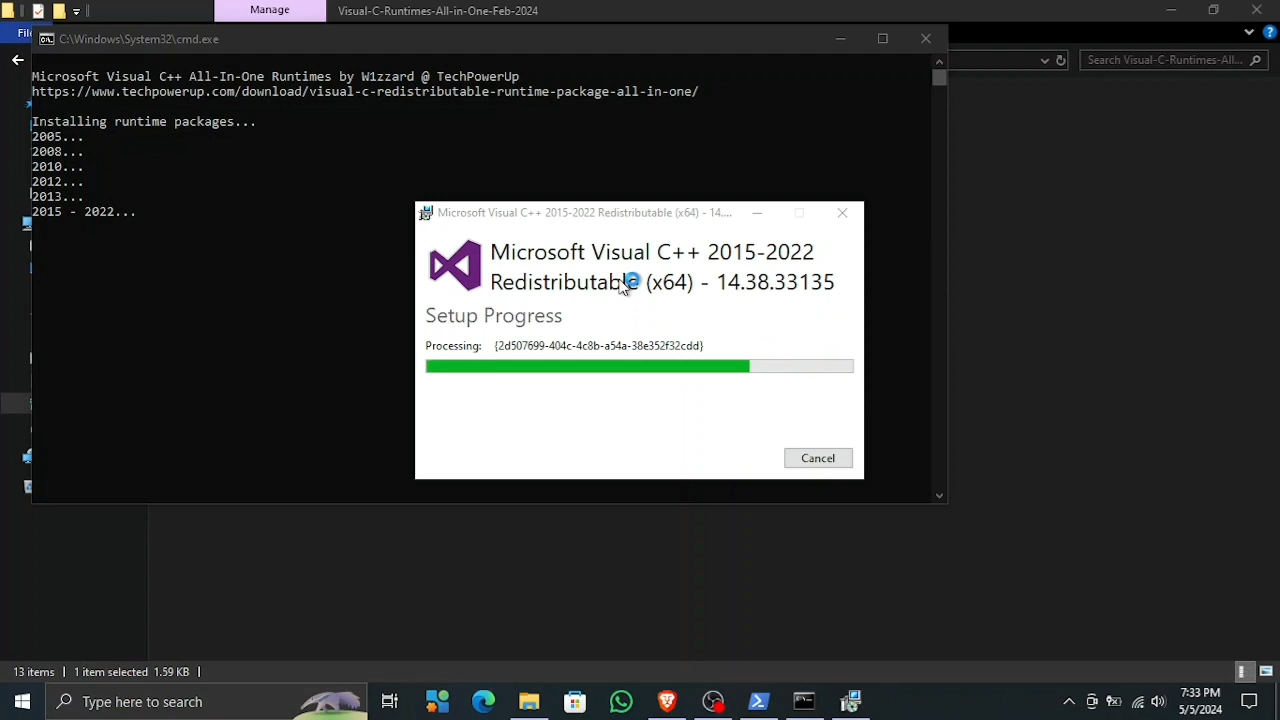 Manage
Visual-C-Runtimes-All-in-One-Feb-2024
File
C:\Windows\System32\cmd.exe
Search Visual-C-Runtimes-All...
Microsoft Visual C++ All-In-One Runtimes by W1zzard @ TechPowerUp
https://www.techpowerup.com/download/visual-c-redistributable-runtime-package-all-in-one/
Installing runtime packages...
2005...
2008...
2010...
2012...
2013...
2015 - 2022...
Microsoft Visual C++ 2015-2022 Redistributable (x64) - 14....
Microsoft Visual C++ 2015-2022
Redistributable (x64) - 14.38.33135
Setup Progress
Processing: {2d507699-404c-4c8b-a54a-38e352f32cdd}
Cancel
13 items
1 item selected 1.59 KB
Type here to search
7:33 PM
5/5/2024